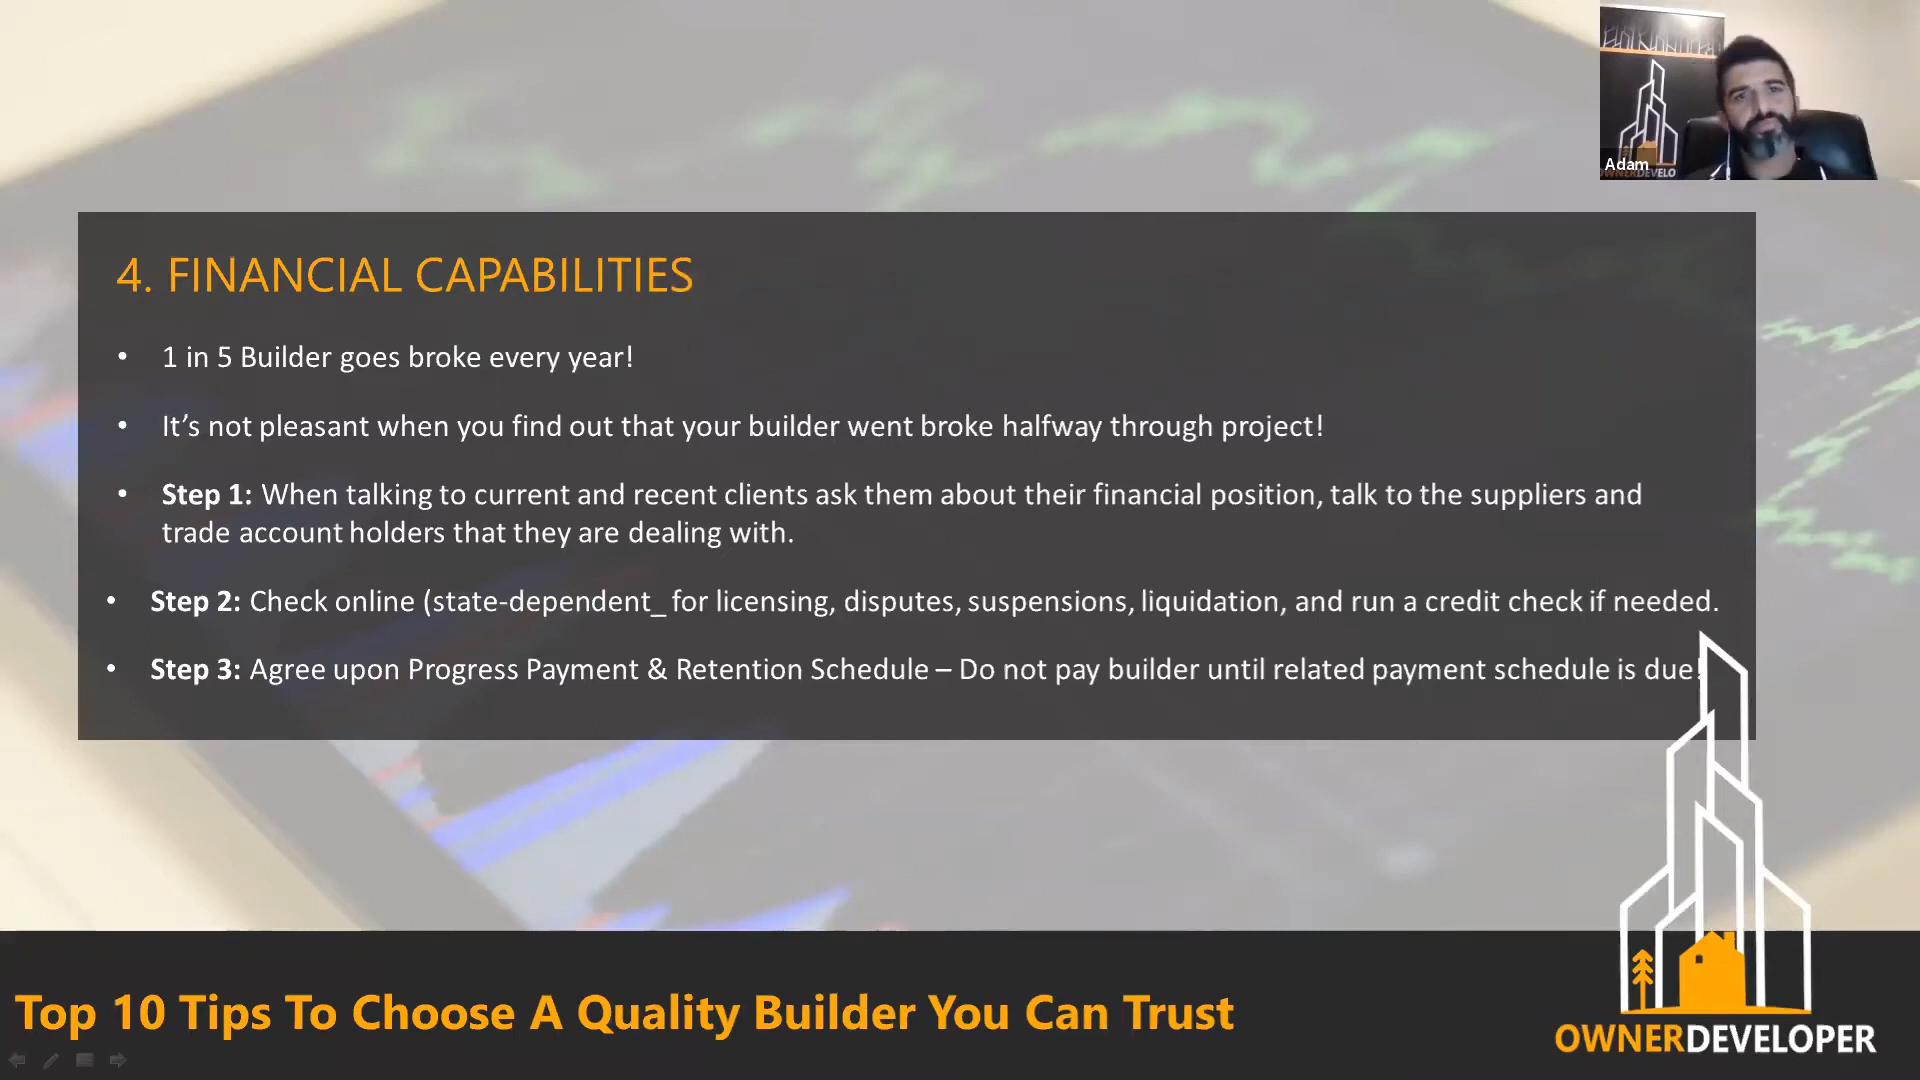 Adam
OWNERDEVELO
4. FINANCIAL CAPABILITIES
• 1 in 5 Builder goes broke every year!
• It’s not pleasant when you find out that your builder went broke halfway through project!
• Step 1: When talking to current and recent clients ask them about their financial position, talk to the suppliers and
trade account holders that they are dealing with.
• Step 2: Check online (state-dependent_ for licensing, disputes, suspensions, liquidation, and run a credit check if needed.
• Step 3: Agree upon Progress Payment & Retention Schedule – Do not pay builder until related payment schedule is due!
Top 10 Tips To Choose A Quality Builder You Can Trust
OWNERDEVELOPER